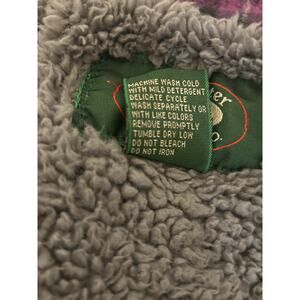 MACHINE WASH COLD
WITH MILD DETERGENT
DELICATE CYCLE
WASH SEPARATELY OR
WITH LIKE COLORS
REMOVE PROMPTLY
TUMBLE DRY LOW
DO NOT BLEACH
DO NOT IRON